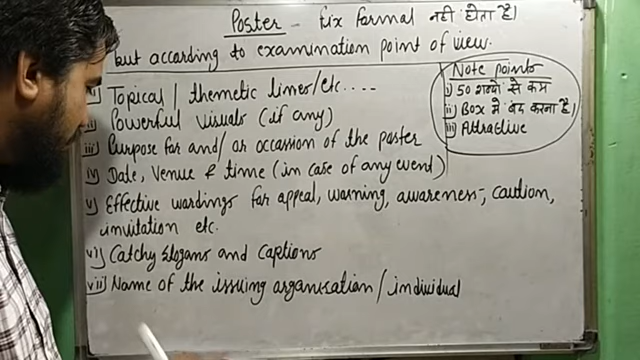 Poster - fix formal नहीं होता है।
but according to examination point of view.
i) Topical / themetic lines/etc....
ii) Powerful visuals (if any)
iii) Purpose for and/or occassion of the poster
iv) Date, Venue & time (in case of any event)
v) Effective wordings for appeal, warning, awareness, caution,
invitation etc.
vi) Catchy slogans and captions
vii) Name of the issuing organisation / individual
Note points
i) 50 शब्दो से कम
ii) Box में बंद करना है।
iii) Attractive